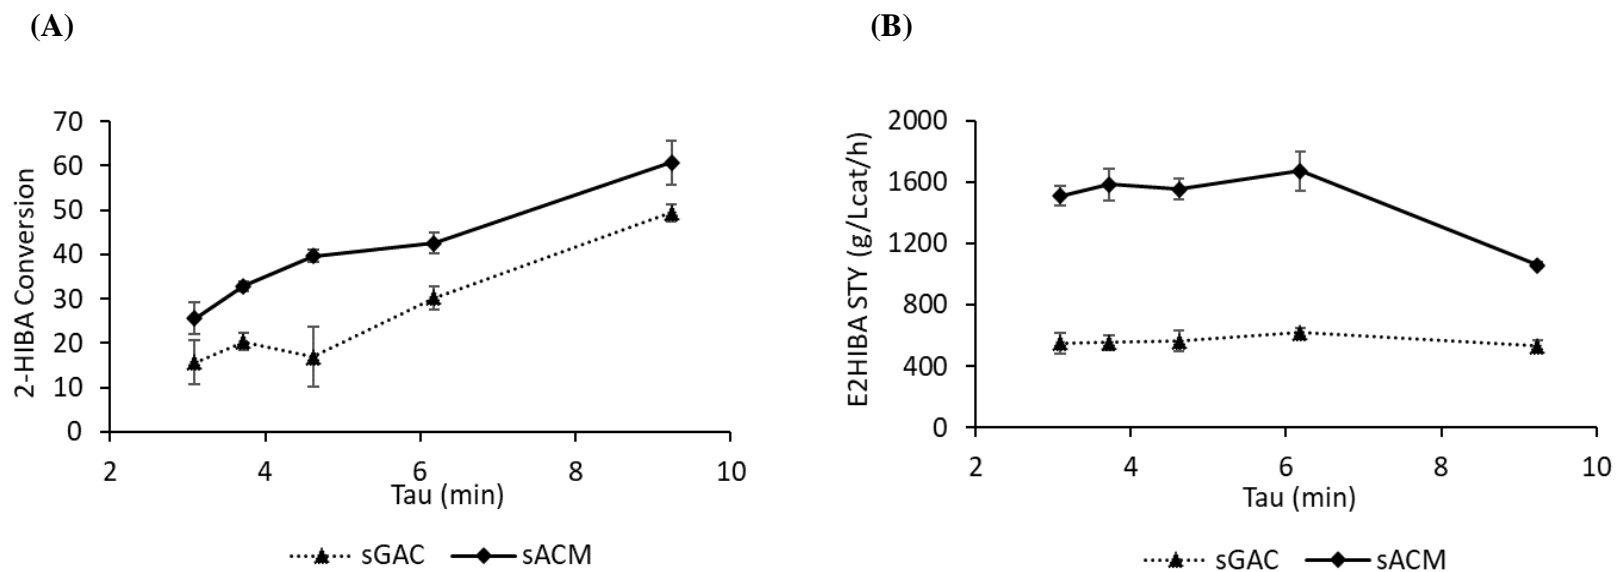 (A)
70
60
50
40
30
20
10
0
2-HIBA Conversion
2 4 6 8 10
Tau (min)
sGAC sACM
(B)
2000
1600
1200
800
400
0
E2HIBA STY (g/Lcat/h)
2 4 6 8 10
Tau (min)
sGAC sACM